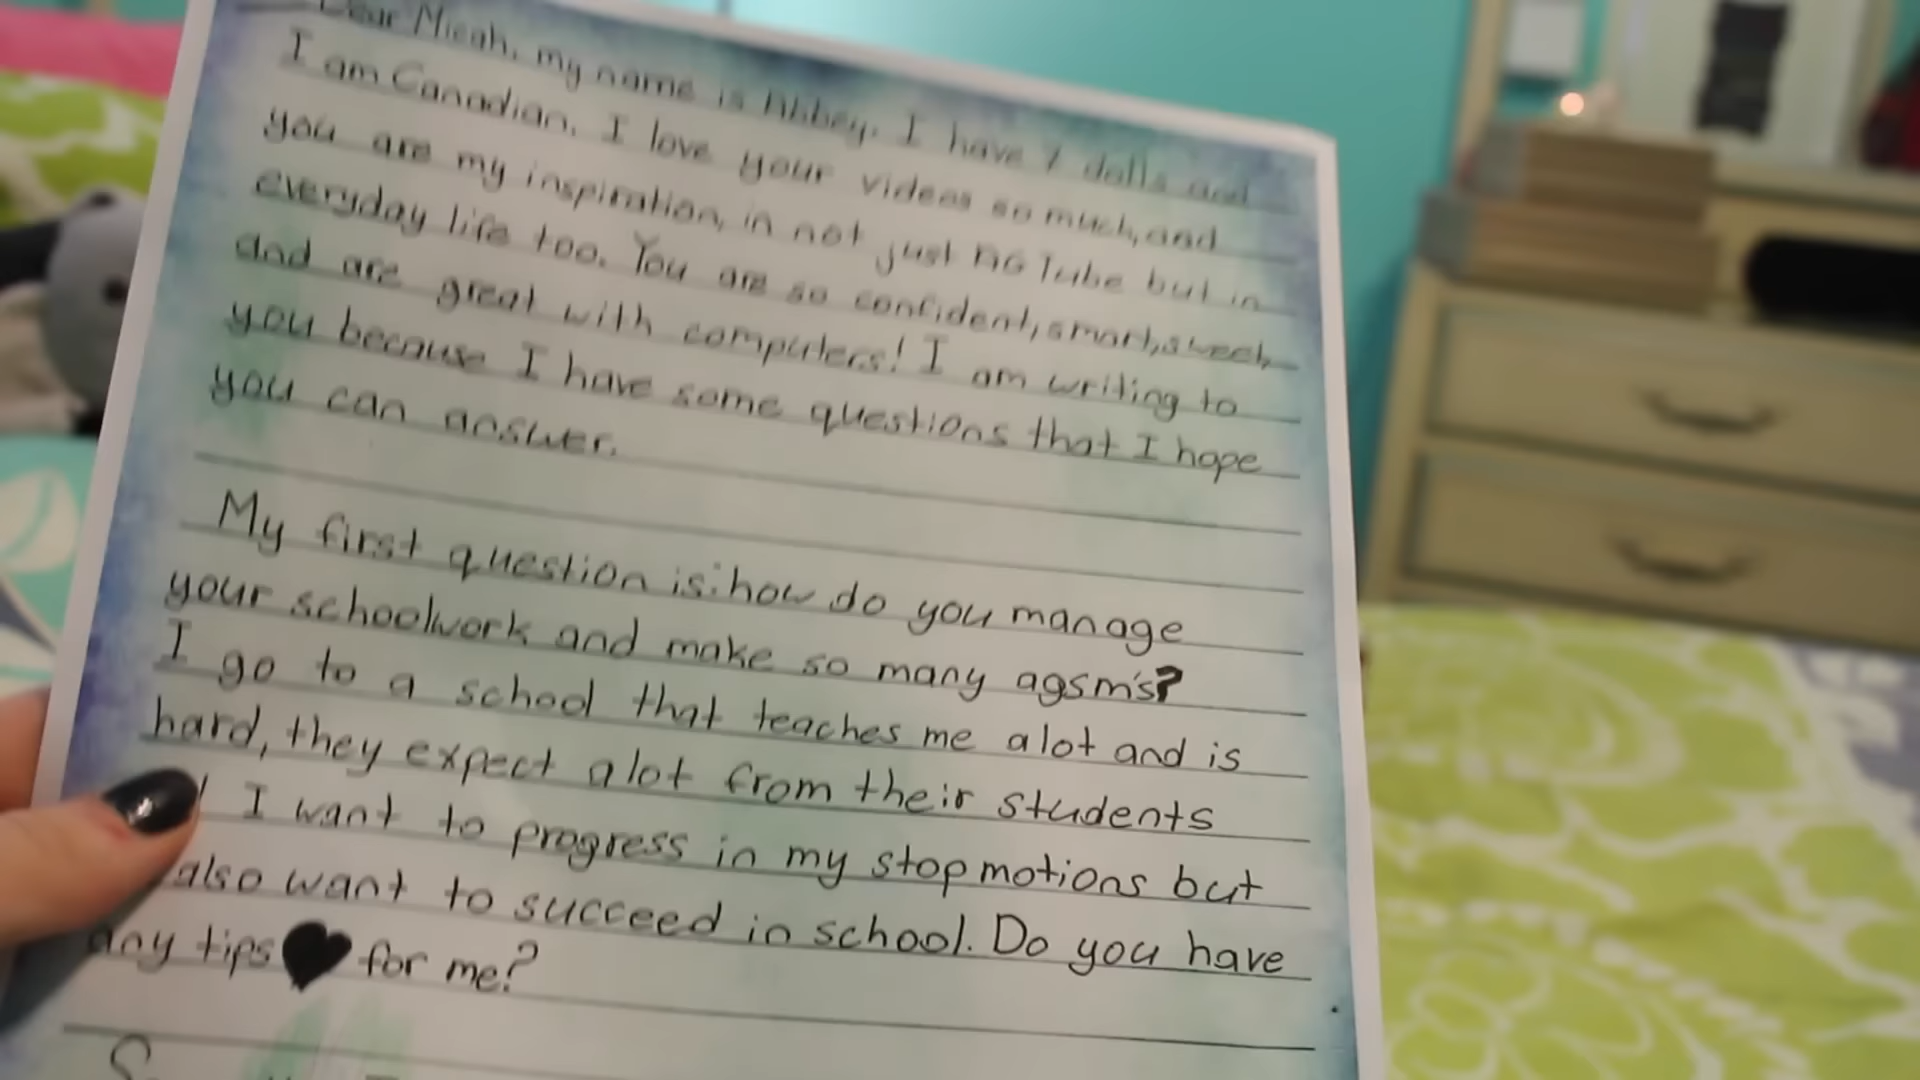 Dear Micah, my name is Abbey. I have 7 dolls and
I am Canadian. I love your videos so much, and
you are my inspiration, in not just AG Tube but in
everyday life too. You are so confident, smart, sweet,
and are great with computers! I am writing to
you because I have some questions that I hope
you can answer.
My first question is: how do you manage
your schoolwork and make so many agsm's?
I go to a school that teaches me alot and is
hard, they expect alot from their students
I want to progress in my stopmotions but
also want to succeed in school. Do you have
any tips ♥ for me?